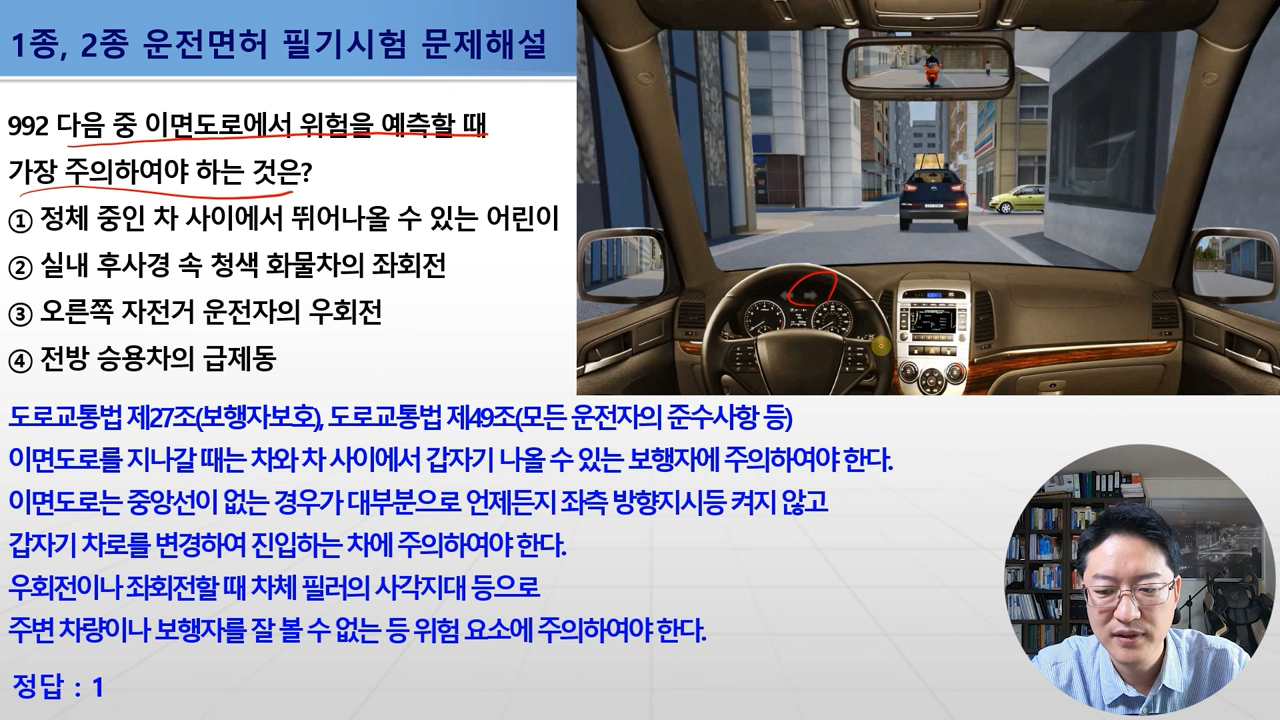 1종, 2종 운전면허 필기시험 문제해설
992 다음 중 이면도로에서 위험을 예측할 때
가장 주의하여야 하는 것은?
① 정체 중인 차 사이에서 뛰어나올 수 있는 어린이
② 실내 후사경 속 청색 화물차의 좌회전
③ 오른쪽 자전거 운전자의 우회전
④ 전방 승용차의 급제동
도로교통법 제27조(보행자보호), 도로교통법 제49조(모든 운전자의 준수사항 등)
이면도로를 지나갈 때는 차와 차 사이에서 갑자기 나올 수 있는 보행자에 주의하여야 한다.
이면도로는 중앙선이 없는 경우가 대부분으로 언제든지 좌측 방향지시등 켜지 않고
갑자기 차로를 변경하여 진입하는 차에 주의하여야 한다.
우회전이나 좌회전할 때 차체 필러의 사각지대 등으로
주변 차량이나 보행자를 잘 볼 수 없는 등 위험 요소에 주의하여야 한다.
정답 : 1